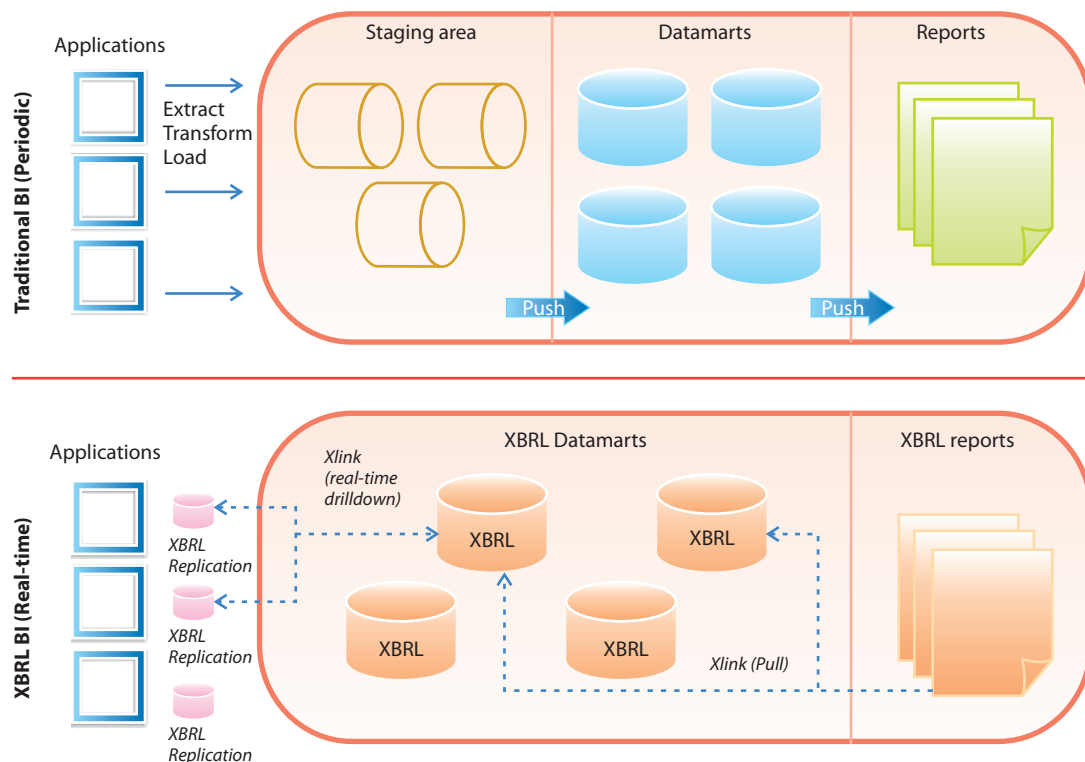 Traditional BI (Periodic)
Applications
Extract
Transform
Load
Staging area
Datamarts
Reports
Push
Push
XBRL BI (Real-time)
Applications
XBRL
Replication
XBRL
Replication
XBRL
Replication
XBRL Datamarts
XBRL reports
Xlink
(real-time
drilldown)
XBRL
XBRL
XBRL
XBRL
Xlink (Pull)